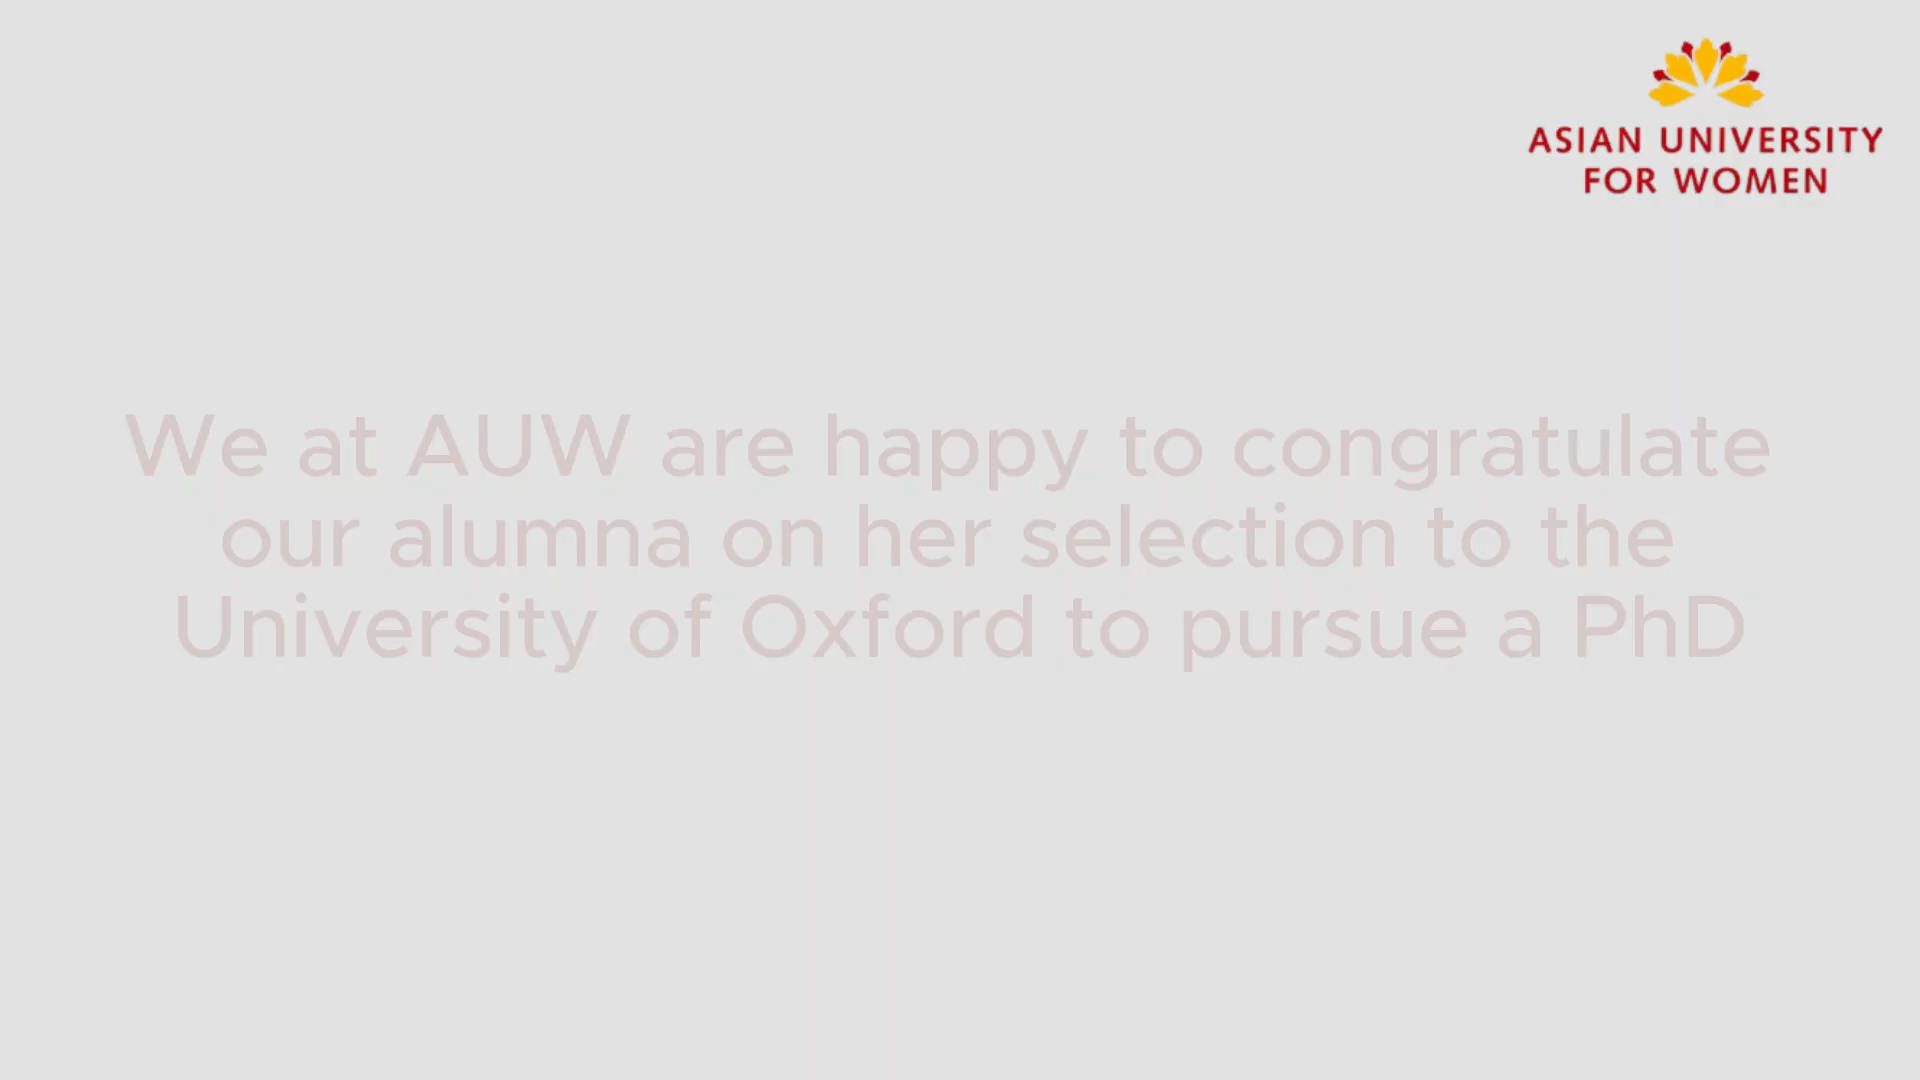 ASIAN UNIVERSITY
FOR WOMEN
We at AUW are happy to congratulate
our alumna on her selection to the
University of Oxford to pursue a PhD